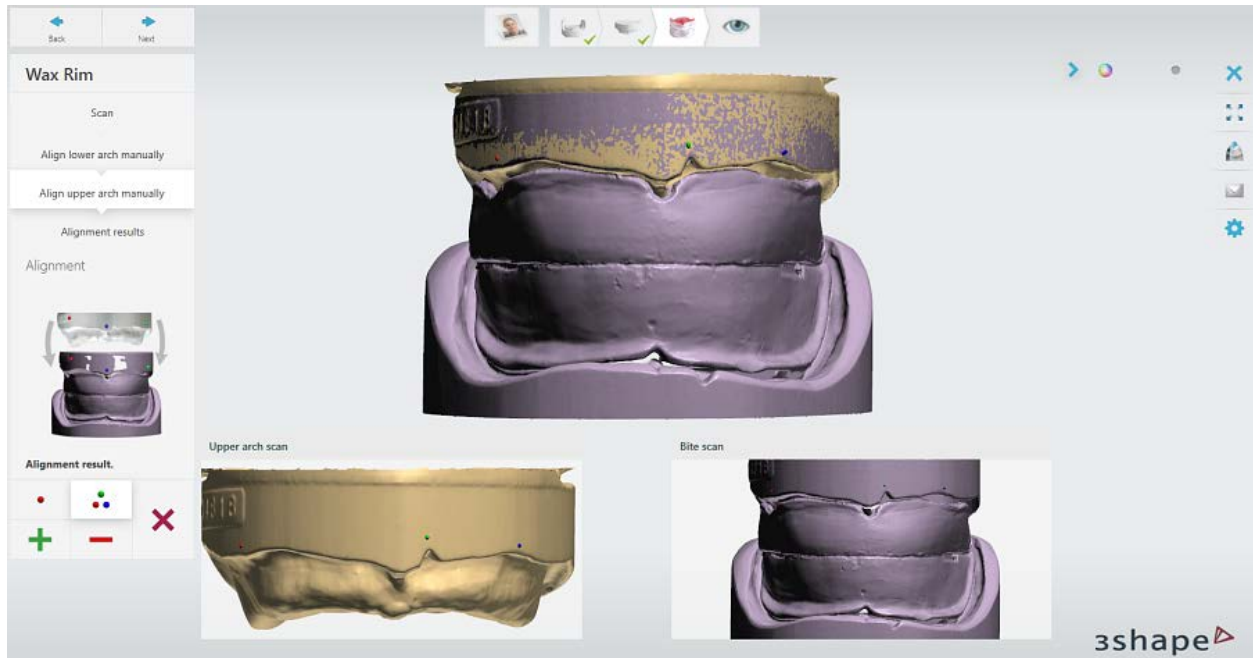 Back
Next
Wax Rim
Scan
Align lower arch manually
Align upper arch manually
Alignment results
Alignment
Alignment result.
Upper arch scan
Bite scan
3shape